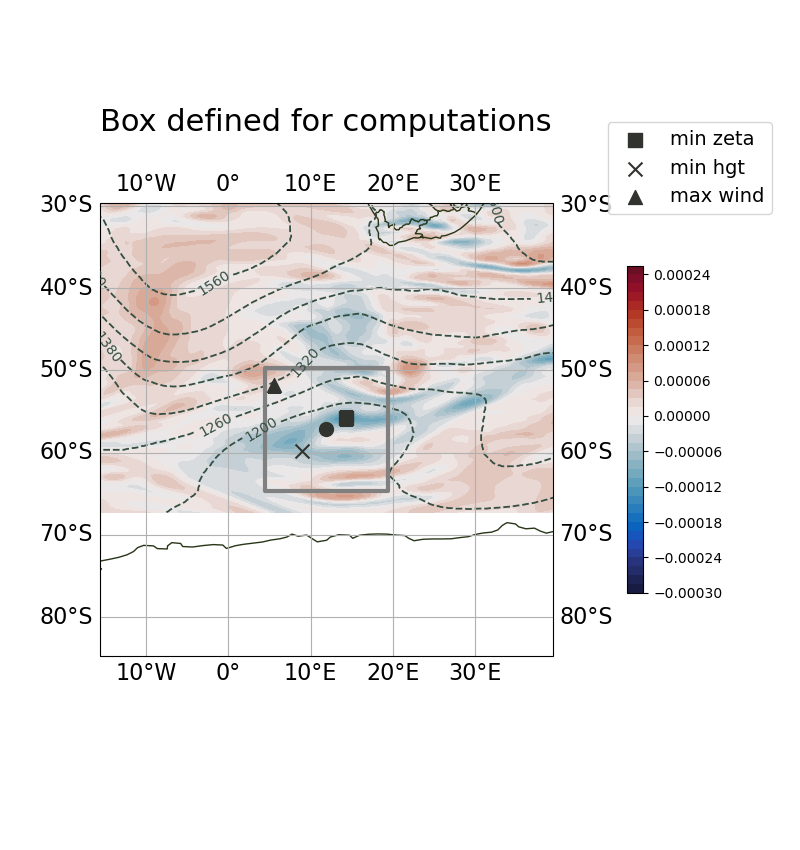 Box defined for computations
min zeta
min hgt
max wind
10°W 0° 10°E 20°E 30°E
30°S 30°S
40°S 40°S
50°S 50°S
60°S 60°S
70°S 70°S
80°S 80°S
10°W 0° 10°E 20°E 30°E
1560
1380
1320
1260
1200
14
0.00024
0.00018
0.00012
0.00006
0.00000
−0.00006
−0.00012
−0.00018
−0.00024
−0.00030